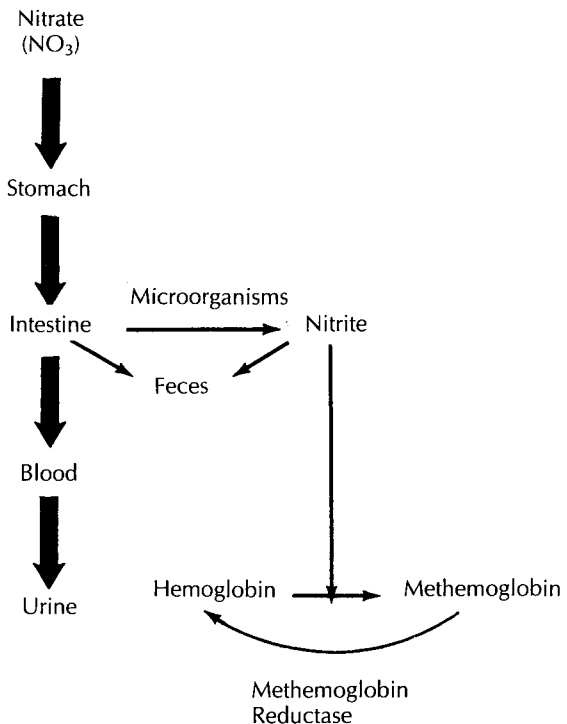 Nitrate
(NO₃)
Stomach
Microorganisms
Intestine
Nitrite
Feces
Blood
Hemoglobin
Methemoglobin
Urine
Methemoglobin
Reductase